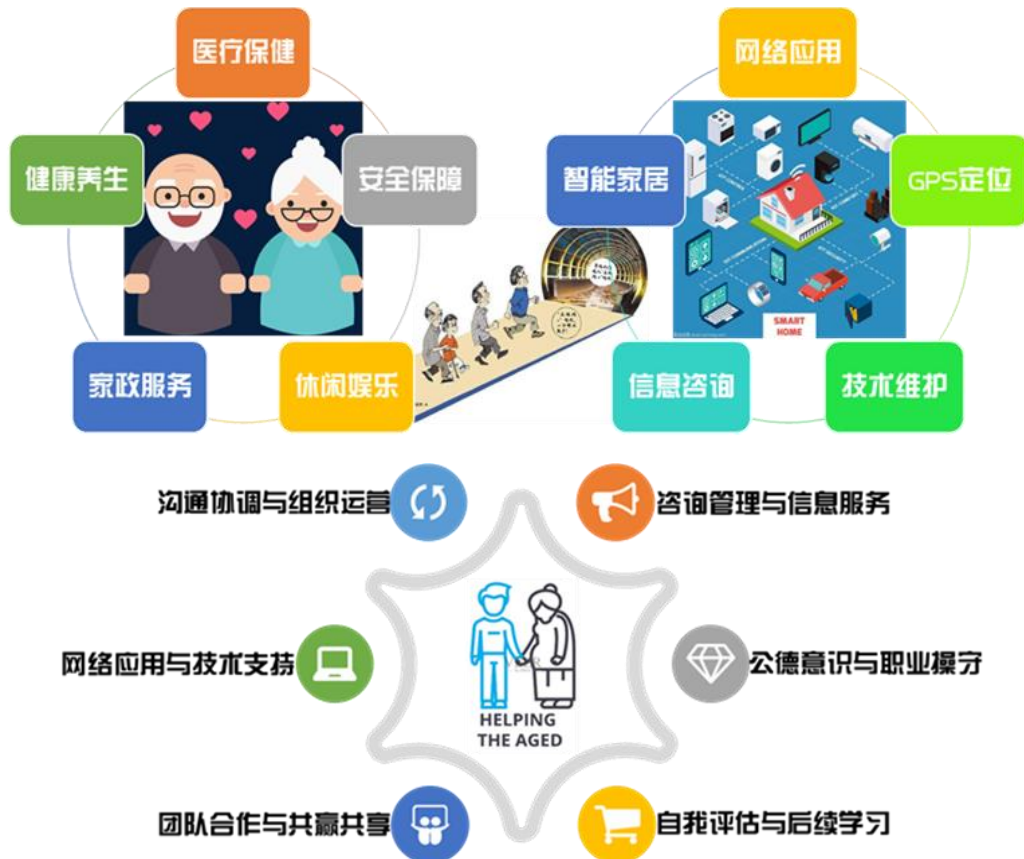 医疗保健
网络应用
健康养生
安全保障
智能家居
GPS定位
SMART
HOME
家政服务
休闲娱乐
信息咨询
技术维护
沟通协调与组织运营
咨询管理与信息服务
网络应用与技术支持
公德意识与职业操守
HELPING
THE AGED
团队合作与共赢共享
自我评估与后续学习